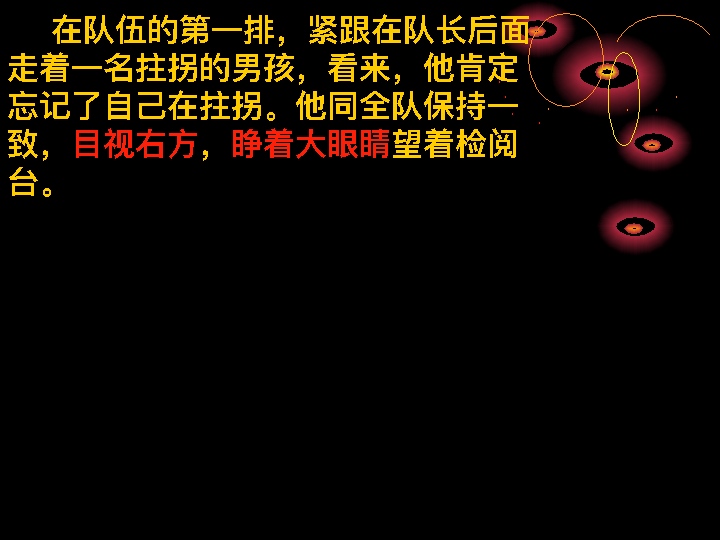 在队伍的第一排，紧跟在队长后面
走着一名拄拐的男孩，看来，他肯定
忘记了自己在拄拐。他同全队保持一
致，目视右方，睁着大眼睛望着检阅
台。